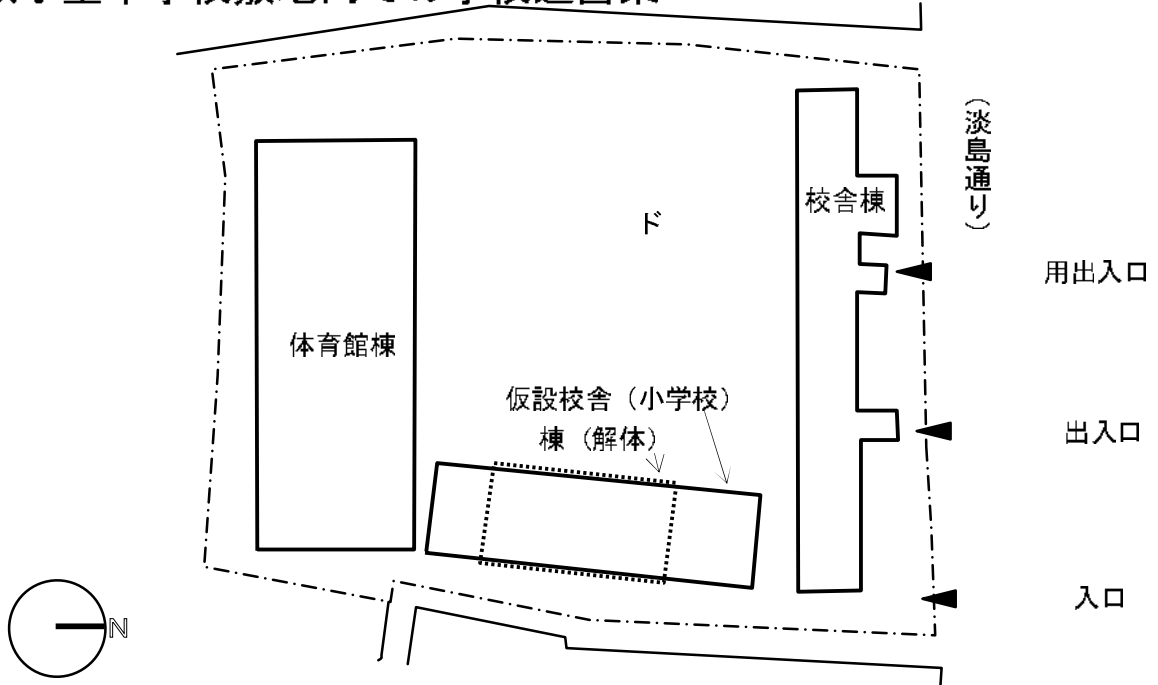 (淡島通り)
校舎棟
ド
用出入口
体育館棟
仮設校舎（小学校）
棟（解体）
出入口
入口
N